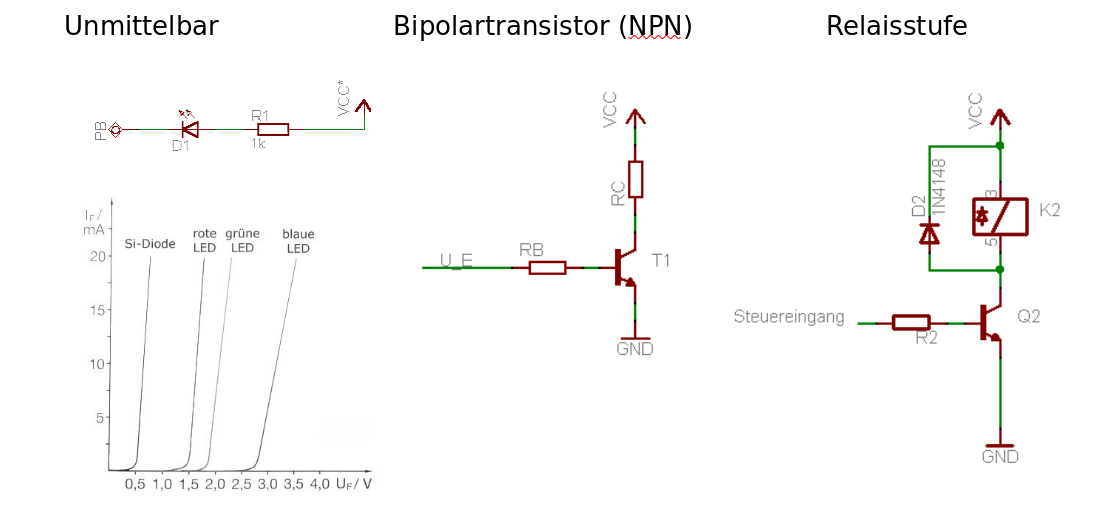 Unmittelbar
PB
D1
R1
1k
VCC*
I_F /
mA
Si-Diode
rote
LED
grüne
LED
blaue
LED
20
15
10
5
0,5 1,0 1,5 2,0 2,5 3,0 3,5 4,0 U_F / V
Bipolartransistor (NPN)
VCC
RC
U_E
RB
T1
GND
Relaisstufe
VCC
D2
1N4148
3
K2
5
Steuereingang
R2
Q2
GND